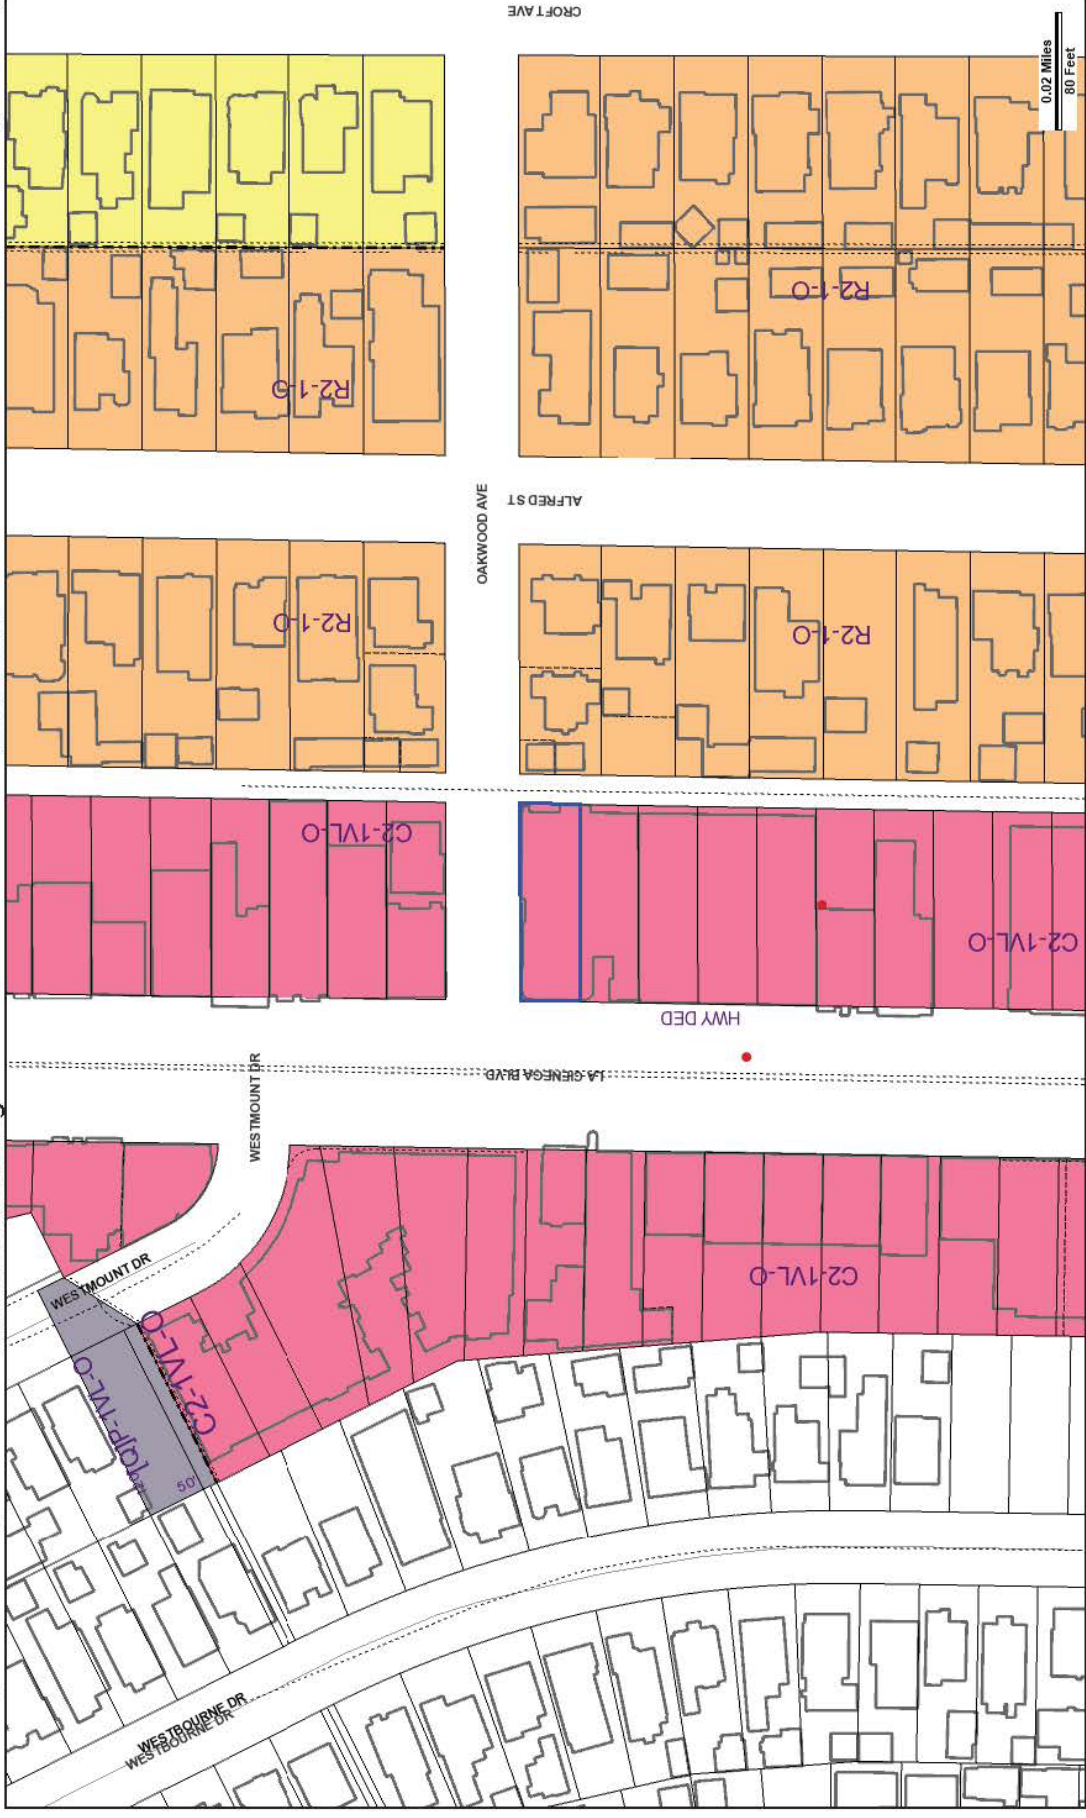 CROFT AVE
0.02 Miles
80 Feet
R2-1-O
R2-1-O
OAKWOOD AVE
ALFRED ST
R2-1-O
R2-1-O
C2-1VL-O
C2-1VL-O
HWY DED
LA CIENEGA BLVD
WESTMOUNT DR
WESTMOUNT DR
C2-1VL-O
C2-1VL-O
[Q]P-1VL-O
50'
WESTBOURNE DR
WESTBOURNE DR